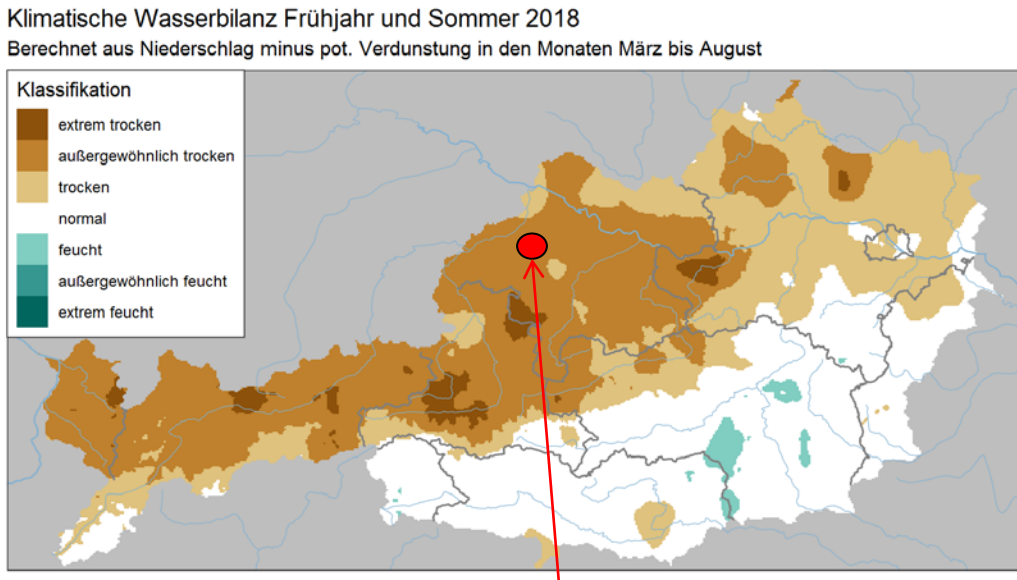 Klimatische Wasserbilanz Frühjahr und Sommer 2018
Berechnet aus Niederschlag minus pot. Verdunstung in den Monaten März bis August
Klassifikation
extrem trocken
außergewöhnlich trocken
trocken
normal
feucht
außergewöhnlich feucht
extrem feucht